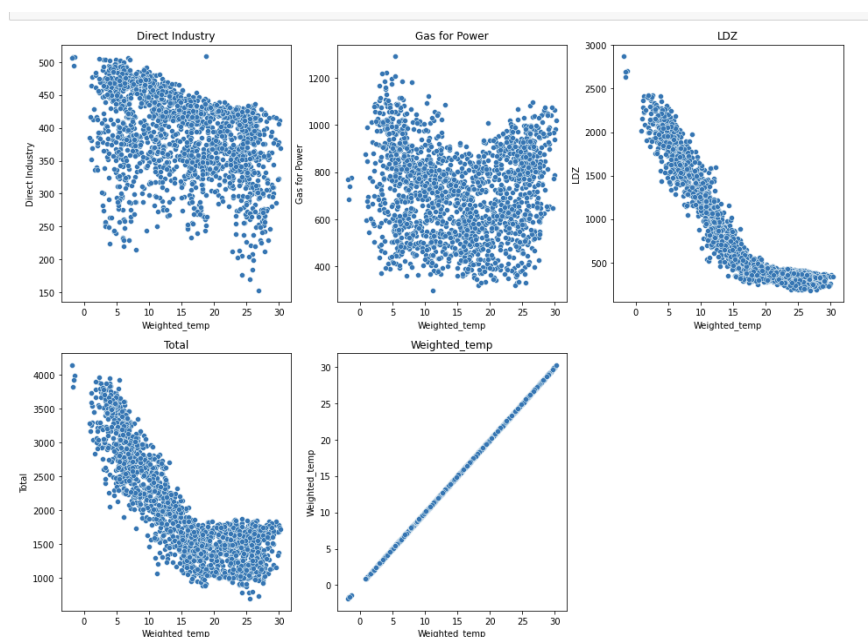 Direct Industry
Direct Industry
500
450
400
350
300
250
200
150
0 5 10 15 20 25 30
Weighted_temp
Gas for Power
Gas for Power
1200
1000
800
600
400
0 5 10 15 20 25 30
Weighted_temp
LDZ
LDZ
3000
2500
2000
1500
1000
500
0 5 10 15 20 25 30
Weighted_temp
Total
Total
4000
3500
3000
2500
2000
1500
1000
0 5 10 15 20 25 30
Weighted_temp
Weighted_temp
Weighted_temp
30
25
20
15
10
5
0
0 5 10 15 20 25 30
Weighted_temp